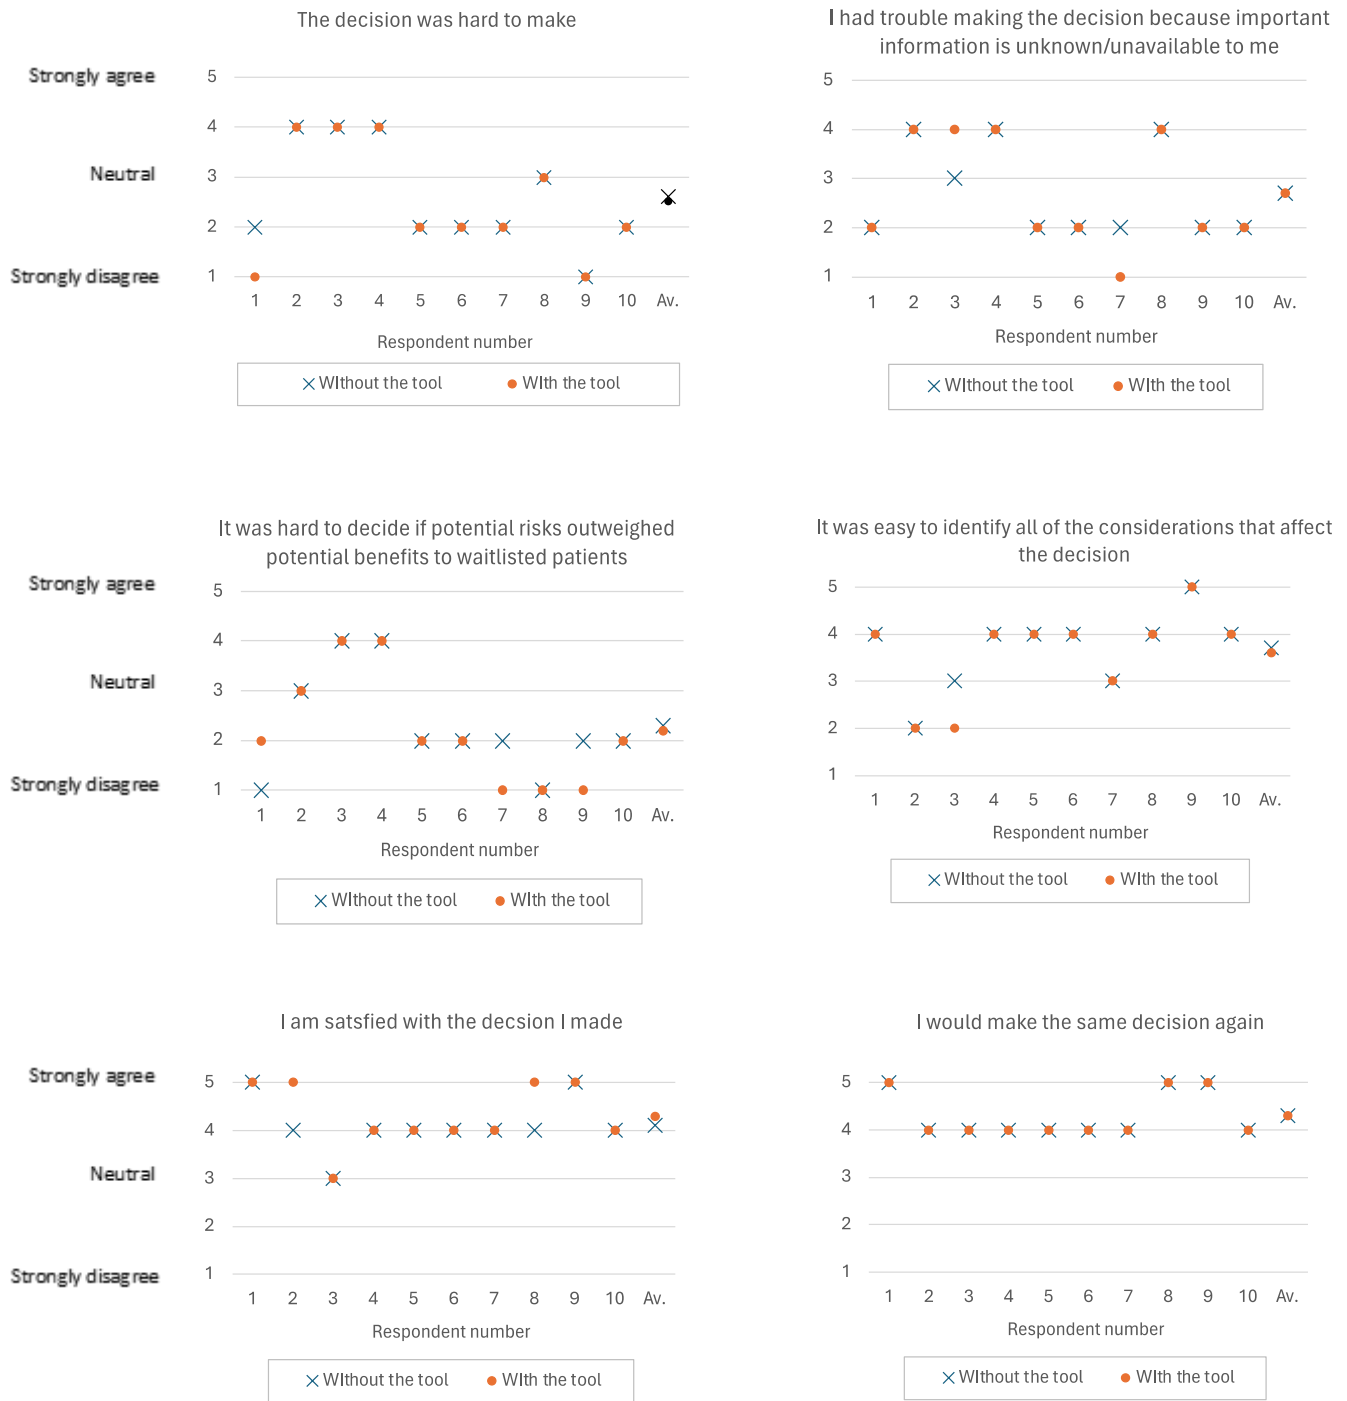 The decision was hard to make
Strongly agree
5
4
Neutral
3
2
Strongly disagree
1
1 2 3 4 5 6 7 8 9 10 Av.
Respondent number
WIthout the tool WIth the tool
I had trouble making the decision because important
information is unknown/unavailable to me
5
4
3
2
1
1 2 3 4 5 6 7 8 9 10 Av.
Respondent number
WIthout the tool WIth the tool
It was hard to decide if potential risks outweighed
potential benefits to waitlisted patients
Strongly agree
5
4
Neutral
3
2
Strongly disagree
1
1 2 3 4 5 6 7 8 9 10 Av.
Respondent number
WIthout the tool WIth the tool
It was easy to identify all of the considerations that affect
the decision
5
4
3
2
1
1 2 3 4 5 6 7 8 9 10 Av.
Respondent number
WIthout the tool WIth the tool
I am satsfied with the decsion I made
Strongly agree
5
4
Neutral
3
2
Strongly disagree
1
1 2 3 4 5 6 7 8 9 10 Av.
Respondent number
WIthout the tool WIth the tool
I would make the same decision again
5
4
3
2
1
1 2 3 4 5 6 7 8 9 10 Av.
Respondent number
WIthout the tool WIth the tool